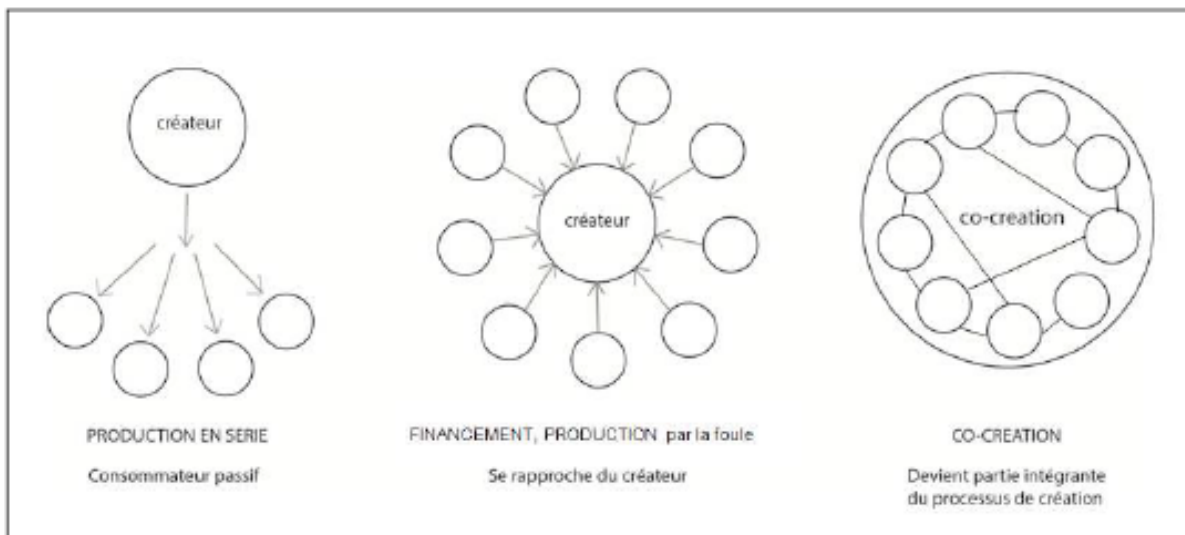 créateur
PRODUCTION EN SERIE
Consommateur passif
créateur
FINANCEMENT, PRODUCTION par la foule
Se rapproche du créateur
co-creation
CO-CREATION
Devient partie intégrante
du processus de création